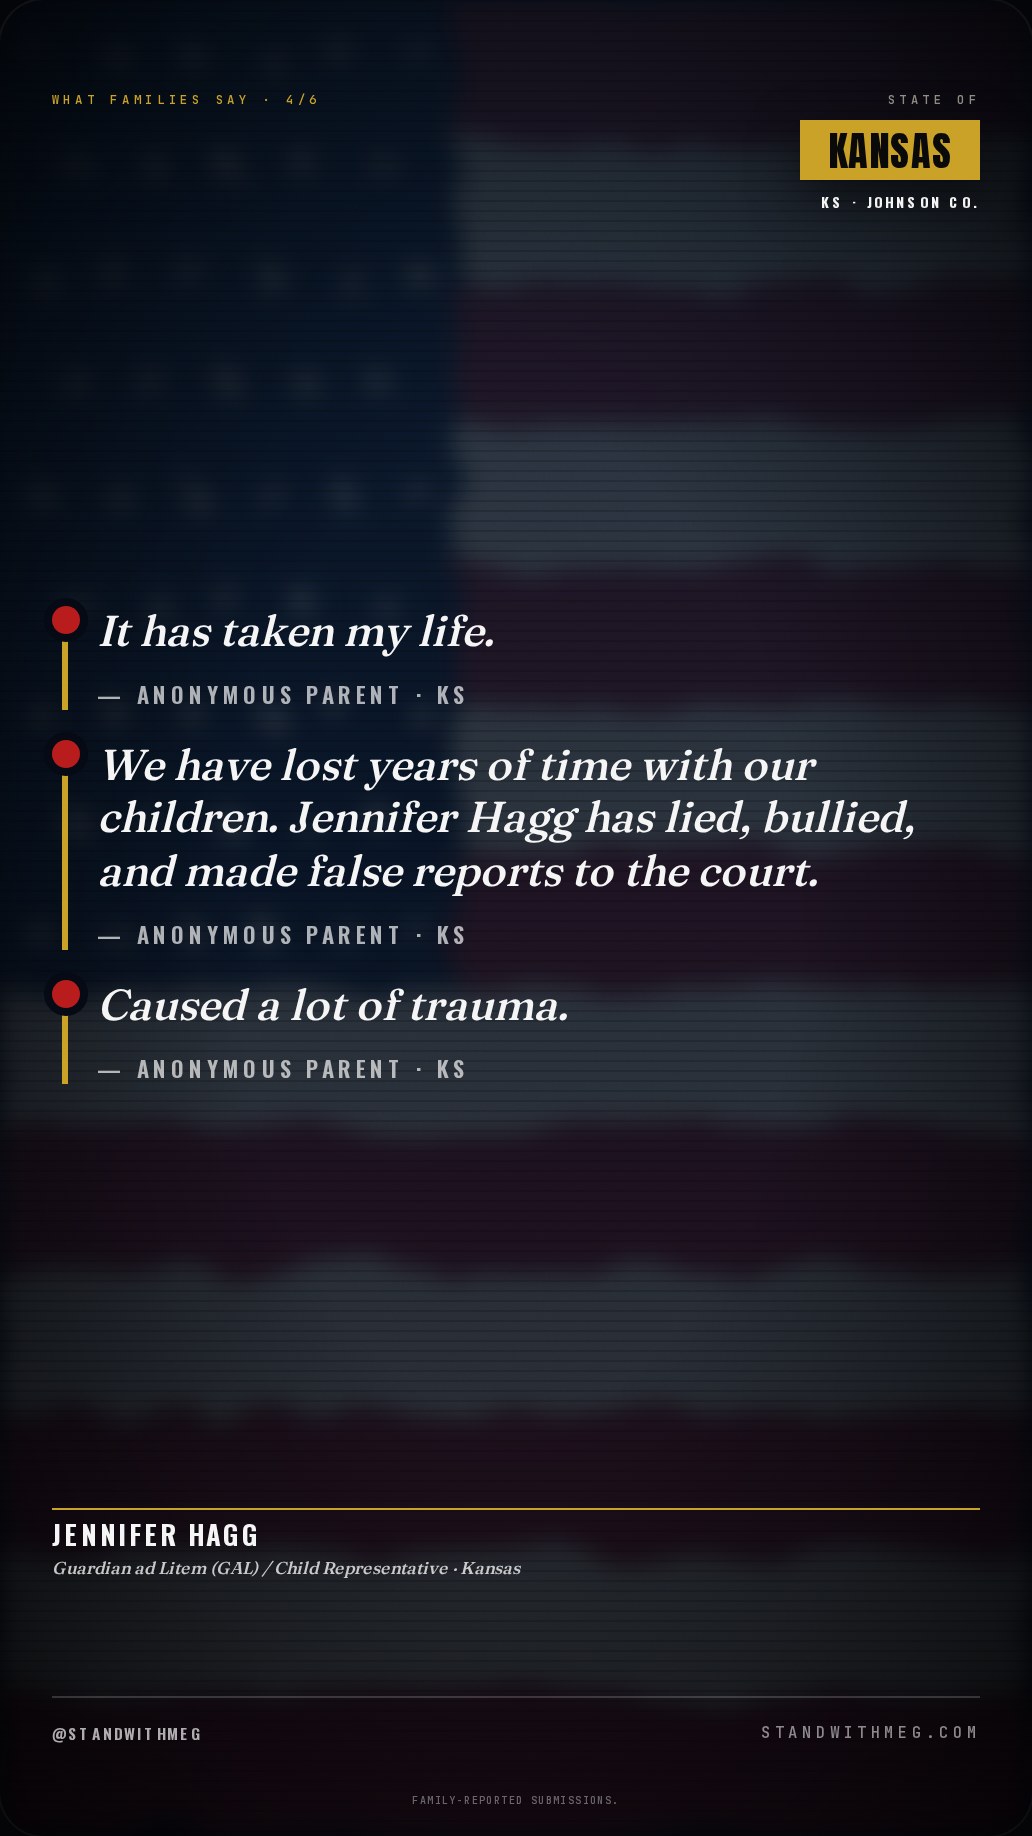 WHAT FAMILIES SAY · 4/6
STATE OF
KANSAS
KS · JOHNSON CO.
It has taken my life.
— ANONYMOUS PARENT · KS
We have lost years of time with our
children. Jennifer Hagg has lied, bullied,
and made false reports to the court.
— ANONYMOUS PARENT · KS
Caused a lot of trauma.
— ANONYMOUS PARENT · KS
JENNIFER HAGG
Guardian ad Litem (GAL) / Child Representative · Kansas
@STANDWITHMEG
STANDWITHMEG.COM
FAMILY-REPORTED SUBMISSIONS.